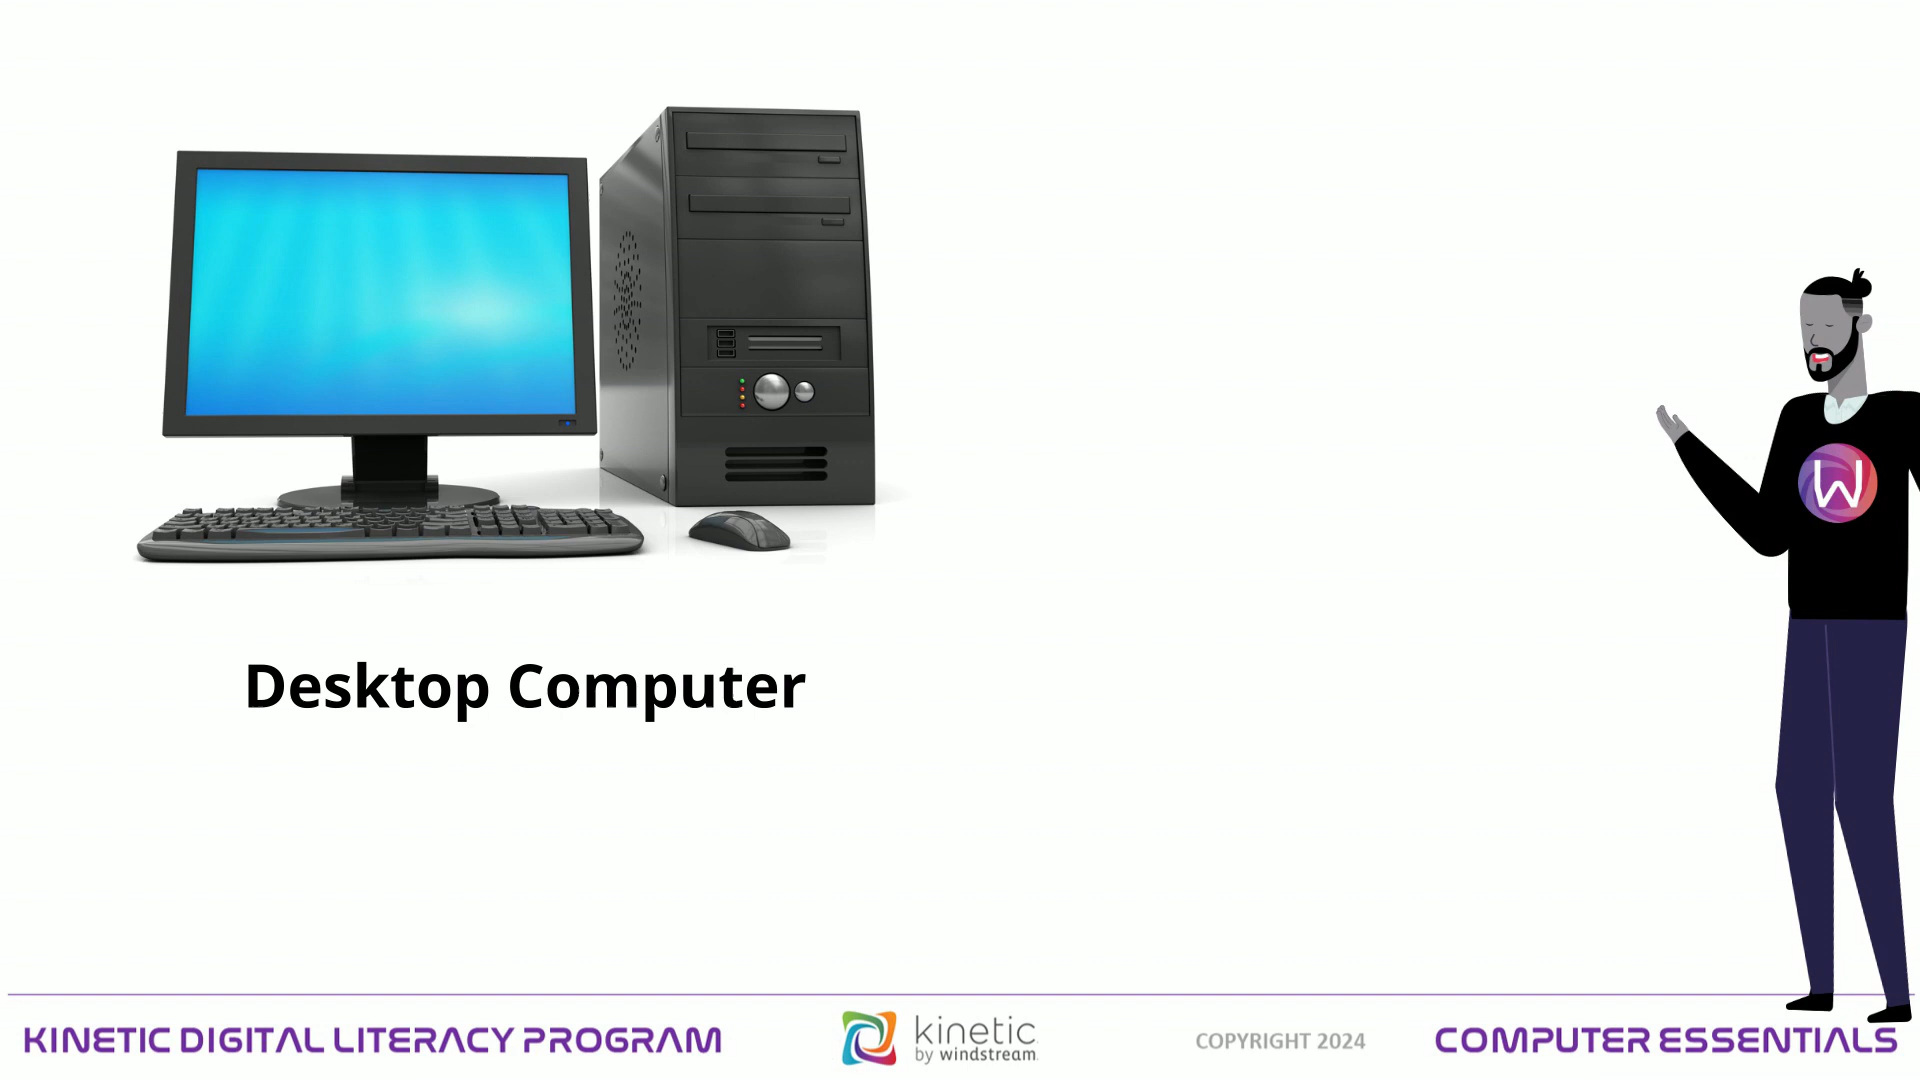 W
Desktop Computer
KINETIC DIGITAL LITERACY PROGRAM
kinetic
by windstream.
COPYRIGHT 2024
COMPUTER ESSENTIALS